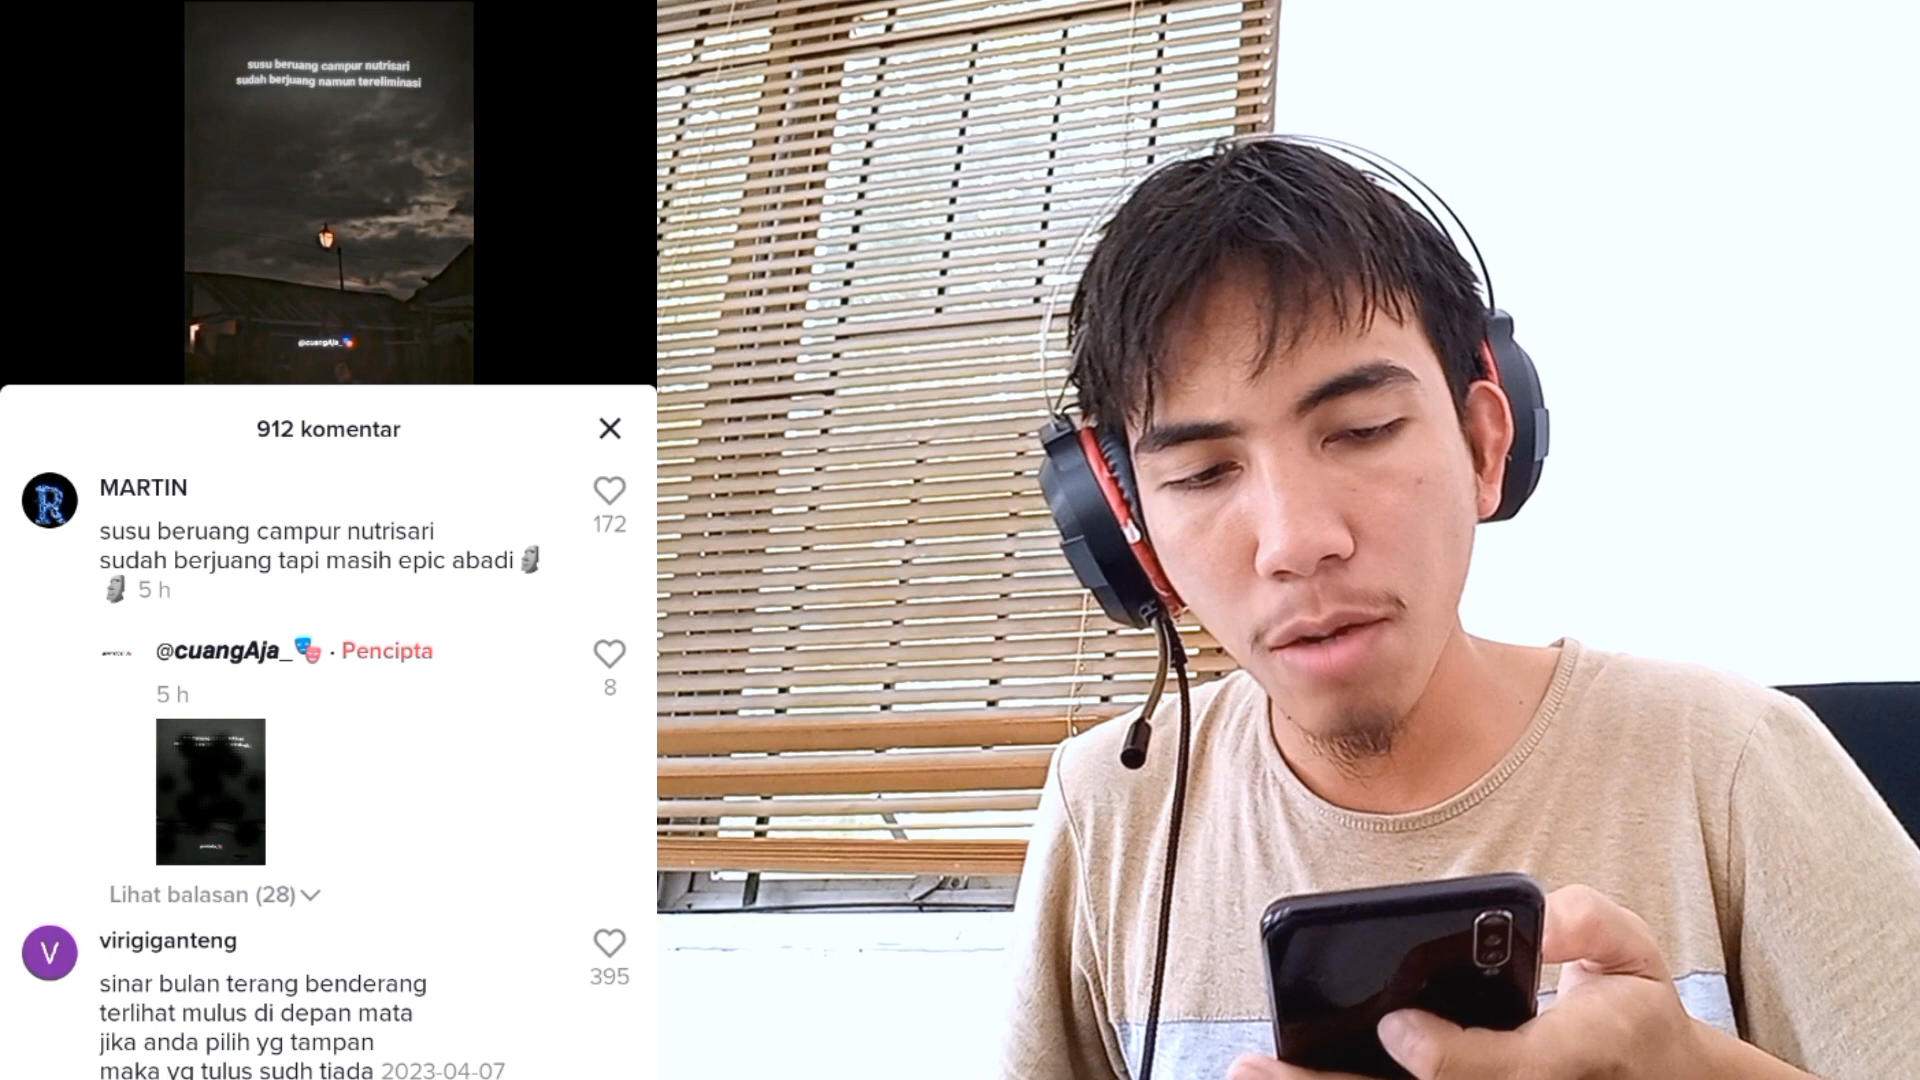 susu beruang campur nutrisari
sudah berjuang namun tereliminasi
@cuangAja_🎭
912 komentar
MARTIN
susu beruang campur nutrisari
sudah berjuang tapi masih epic abadi🗿
🗿 5 h
172
@cuangAja_🎭 · Pencipta
5 h
8
Lihat balasan (28)
V
virigiganteng
sinar bulan terang benderang
terlihat mulus di depan mata
jika anda pilih yg tampan
maka yg tulus sudh tiada 2023-04-07
395